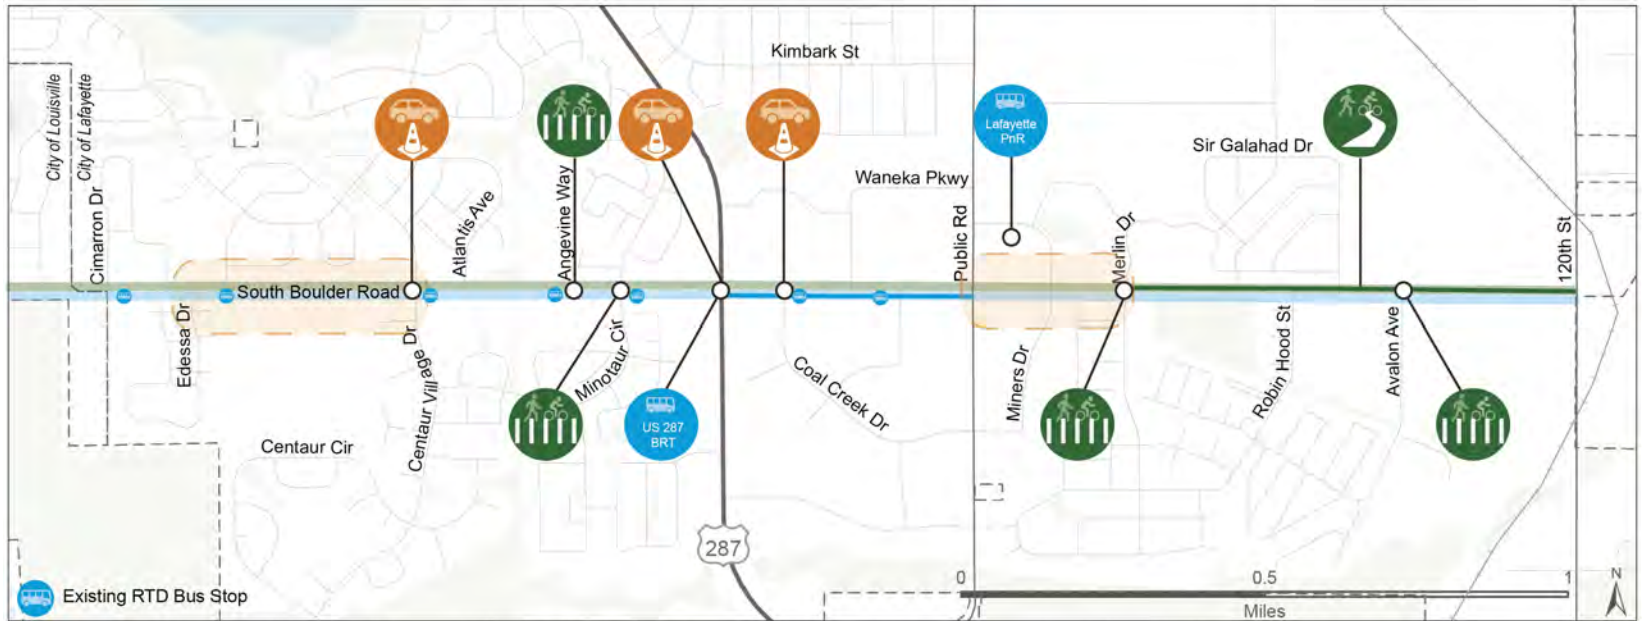 Kimbark St
City of Louisville
City of Lafayette
Lafayette
PnR
Sir Galahad Dr
Waneka Pkwy
Cimarron Dr
Atlantis Ave
Angevine Way
Public Rd
Merlin Dr
120th St
South Boulder Road
Edessa Dr
Centaur Village Dr
Minotaur Cir
Coal Creek Dr
Miners Dr
Robin Hood St
Avalon Ave
US 287
BRT
Centaur Cir
287
0 0.5 1
Miles
N
Existing RTD Bus Stop